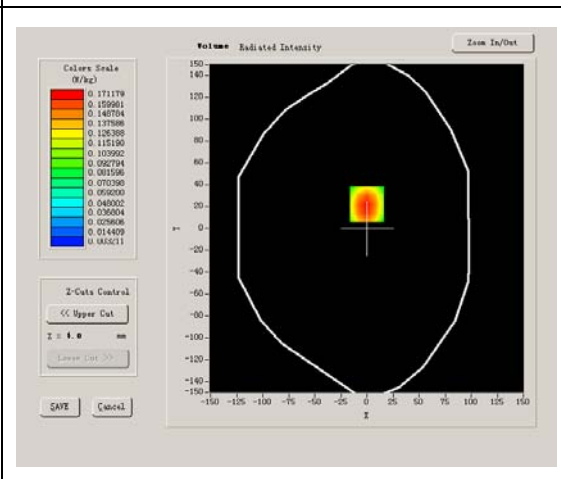 Volume Radiated Intensity
Zoom In/Out
Colors Scale
(W/kg)
0.171179
0.159981
0.148784
0.137586
0.126388
0.115190
0.103992
0.092794
0.081596
0.070398
0.059200
0.048002
0.036804
0.025606
0.014409
0.003211
150
120
100
80
60
40
20
Y
0
-20
-40
-60
-80
-100
-120
-140
-150
-150 -125 -100 -75 -50 -25 0 25 50 75 100 125 150
X
Z-Cuts Control
<< Upper Cut
mm
Lower Cut >>
SAVE Cancel